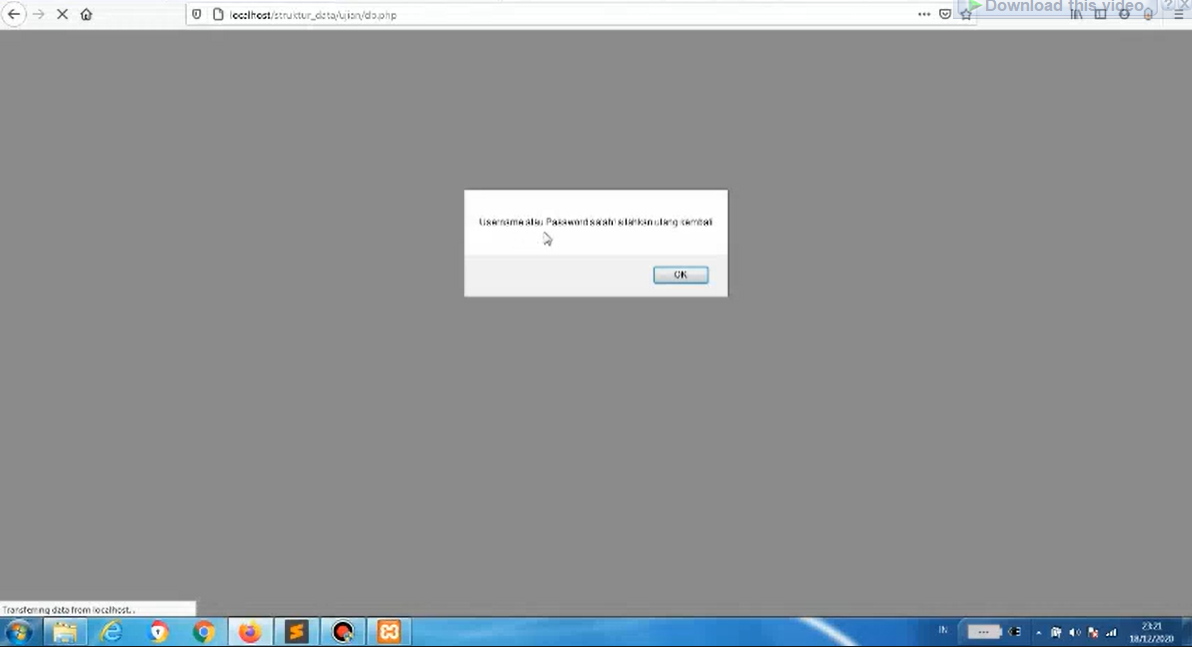 localhost/struktur_data/ujian/db.php
Download this video
Username atau Password salah! silahkan ulang kembali
OK
Transferring data from localhost...
IN
23:21
18/12/2020